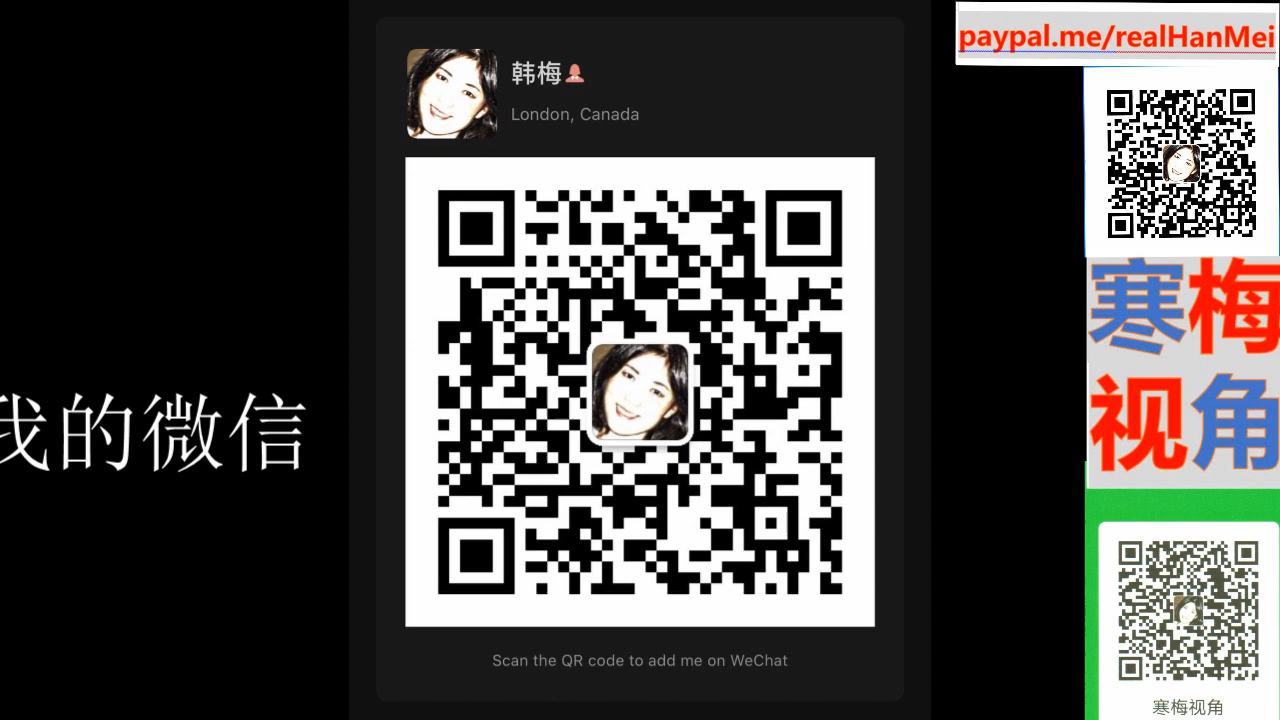 韩梅
London, Canada
我的微信
Scan the QR code to add me on WeChat
paypal.me/realHanMei
寒梅
视角
寒梅视角